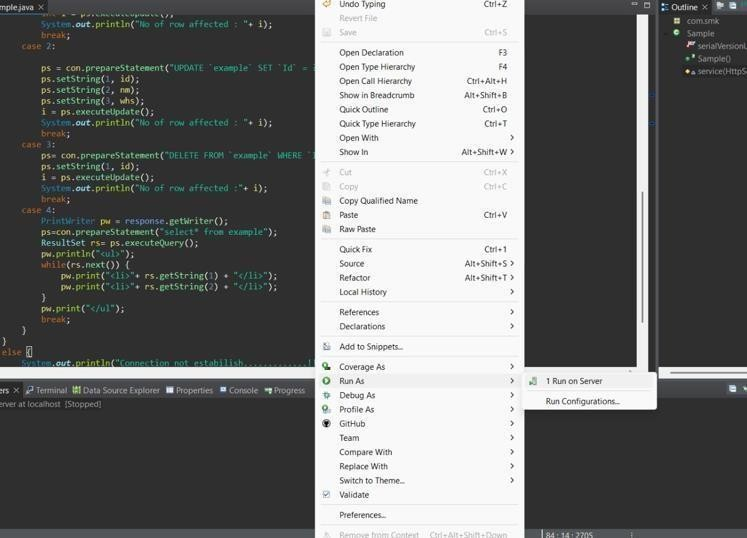 mple.java ×
System.out.println("No of row affected : "+ i);
break;
case 2:
ps = con.prepareStatement("UPDATE `example` SET `Id` =
ps.setString(1, id);
ps.setString(2, nm);
ps.setString(3, whs);
i = ps.executeUpdate();
System.out.println("No of row affected : "+ i);
break;
case 3:
ps= con.prepareStatement("DELETE FROM `example` WHERE
ps.setString(1, id);
i = ps.executeUpdate();
System.out.println("No of row affected :"+ i);
break;
case 4:
PrintWriter pw = response.getWriter();
ps=con.prepareStatement("select* from example");
ResultSet rs= ps.executeQuery();
pw.println("<ul>");
while(rs.next()) {
pw.print("<li>"+ rs.getString(1) + "</li>");
pw.print("<li>"+ rs.getString(2) + "</li>");
}
pw.print("</ul");
break;
}
}
else {
System.out.println("Connection not estabilish.............!!
ers × Terminal Data Source Explorer Properties Console Progress
erver at localhost [Stopped]
Undo Typing Ctrl+Z
Revert File
Save Ctrl+S
Open Declaration F3
Open Type Hierarchy F4
Open Call Hierarchy Ctrl+Alt+H
Show in Breadcrumb Alt+Shift+B
Quick Outline Ctrl+O
Quick Type Hierarchy Ctrl+T
Open With >
Show In Alt+Shift+W >
Cut Ctrl+X
Copy Ctrl+C
Copy Qualified Name
Paste Ctrl+V
Raw Paste
Quick Fix Ctrl+1
Source Alt+Shift+S >
Refactor Alt+Shift+T >
Local History >
References >
Declarations >
Add to Snippets...
Coverage As >
Run As >
Debug As >
Profile As >
GitHub >
Team >
Compare With >
Replace With >
Switch to Theme... >
Validate
Preferences...
Remove from Context Ctrl+Alt+Shift+Down
1 Run on Server
Run Configurations...
Outline ×
com.smk
Sample
serialVersionU
Sample()
service(HttpS
84 : 14 : 2705